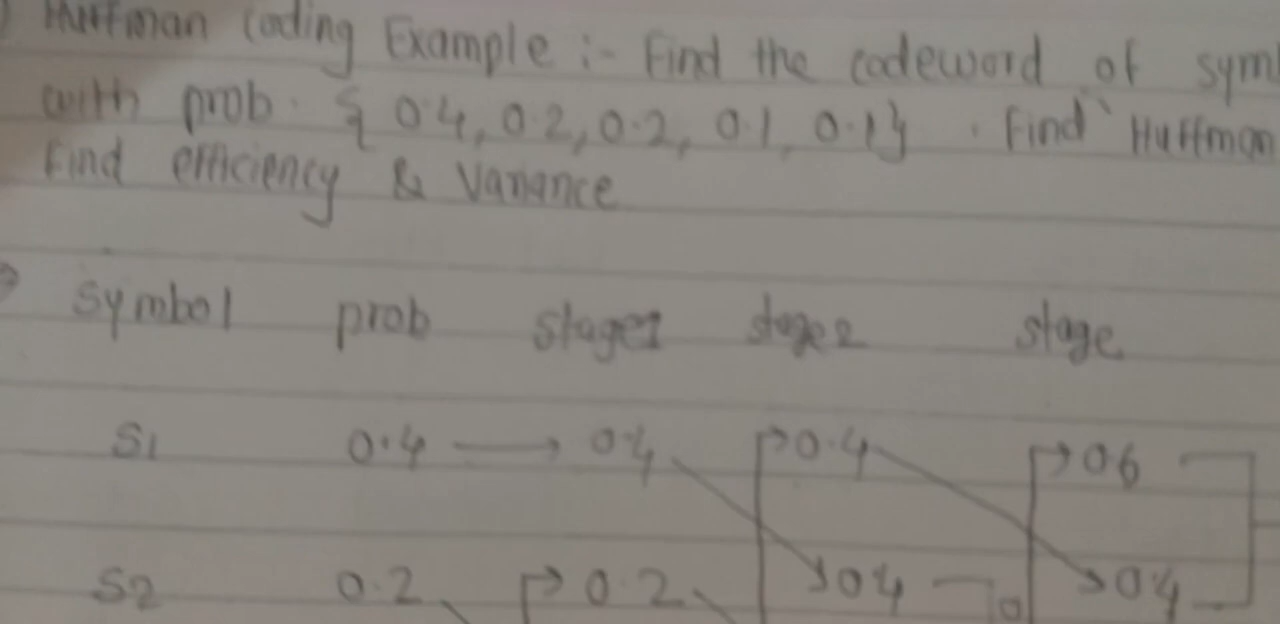 Huffman Coding Example :- Find the codeword of sym
with prob. { 0.4, 0.2, 0.2, 0.1, 0.1} . Find Huffman
Find efficiency & Variance
Symbol prob stage1 stage2 stage
S1 0.4 0.4 0.4 0.6
S2 0.2 0.2 0.4 0 0.4